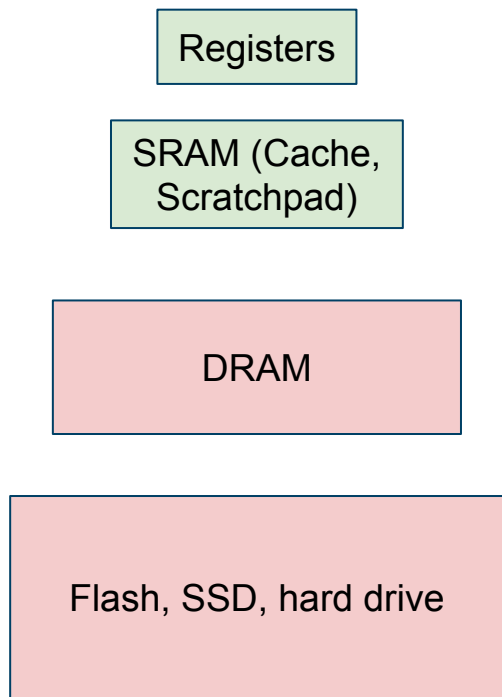 Registers
SRAM (Cache,
Scratchpad)
DRAM
Flash, SSD, hard drive